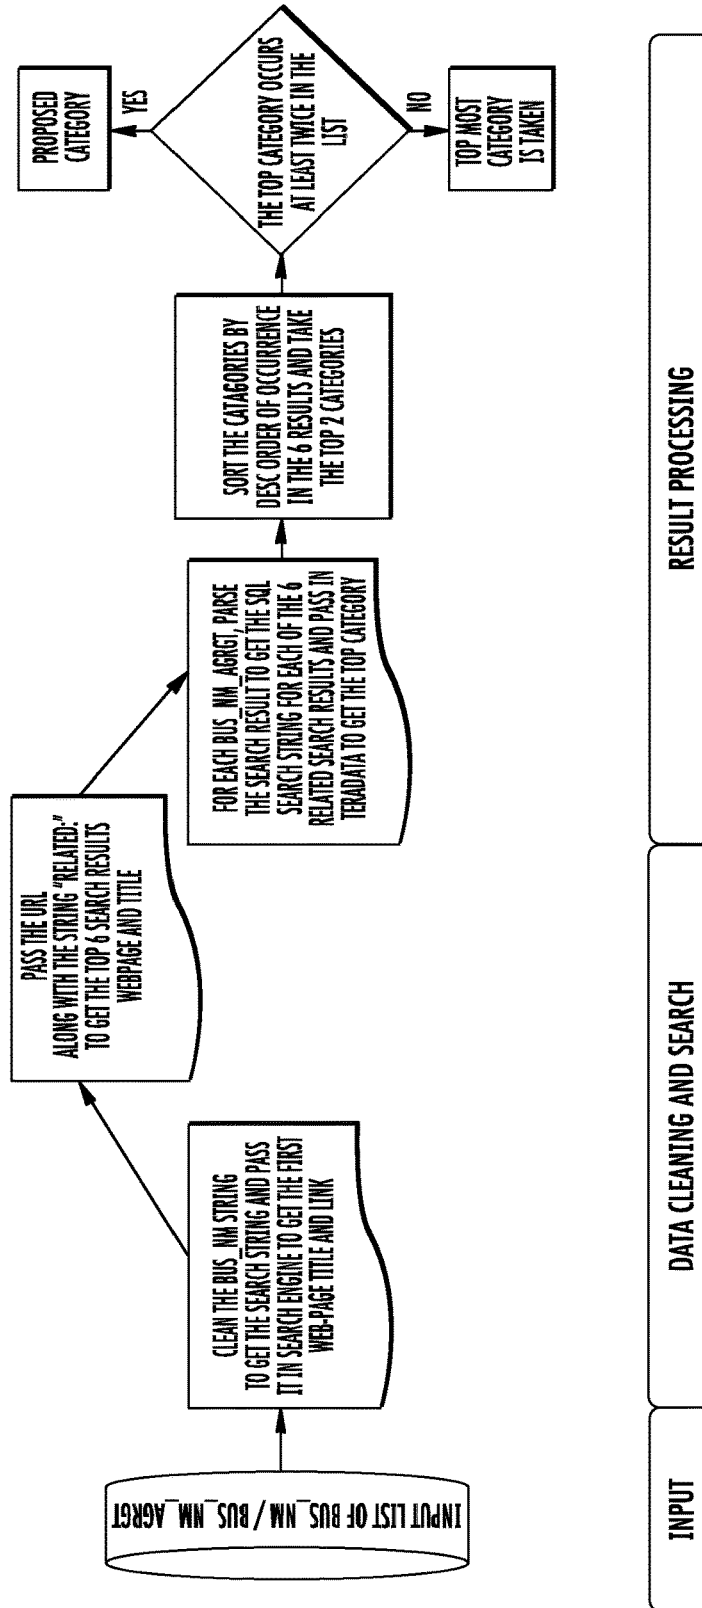 INPUT LIST OF BUS_NM / BUS_NM_AGRGT
CLEAN THE BUS_NM STRING
TO GET THE SEARCH STRING AND PASS
IT IN SEARCH ENGINE TO GET THE FIRST
WEB-PAGE TITLE AND LINK
PASS THE URL
ALONG WITH THE STRING "RELATED:"
TO GET THE TOP 6 SEARCH RESULTS
WEBPAGE AND TITLE
FOR EACH BUS_NM_AGRGT, PARSE
THE SEARCH RESULT TO GET THE SQL
SEARCH STRING FOR EACH OF THE 6
RELATED SEARCH RESULTS AND PASS IN
TERADATA TO GET THE TOP CATEGORY
SORT THE CATAGORIES BY
DESC ORDER OF OCCURRENCE
IN THE 6 RESULTS AND TAKE
THE TOP 2 CATEGORIES
THE TOP CATEGORY OCCURS
AT LEAST TWICE IN THE
LIST
YES
PROPOSED
CATEGORY
NO
TOP MOST
CATEGORY
IS TAKEN
INPUT
DATA CLEANING AND SEARCH
RESULT PROCESSING